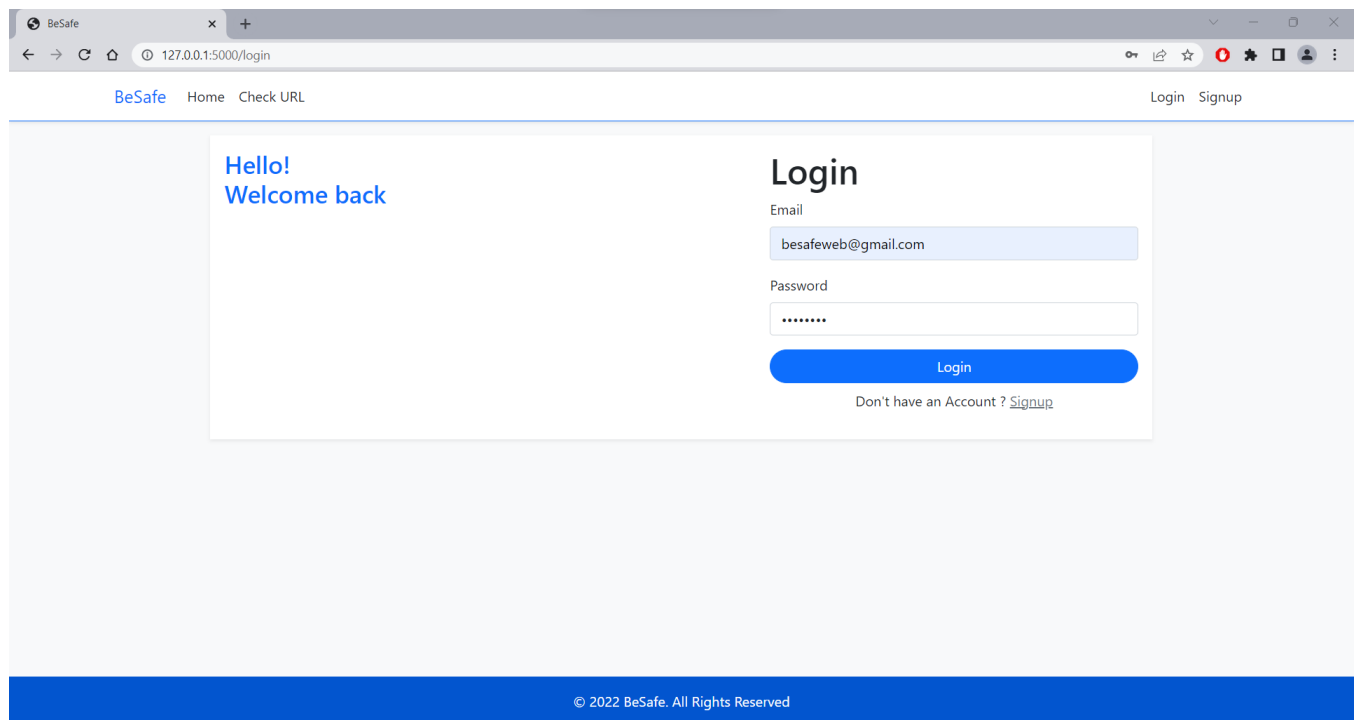 BeSafe
127.0.0.1:5000/login
BeSafe Home Check URL Login Signup
Hello!
Welcome back
Login
Email
besafeweb@gmail.com
Password
••••••••
Login
Don't have an Account ? Signup
© 2022 BeSafe. All Rights Reserved